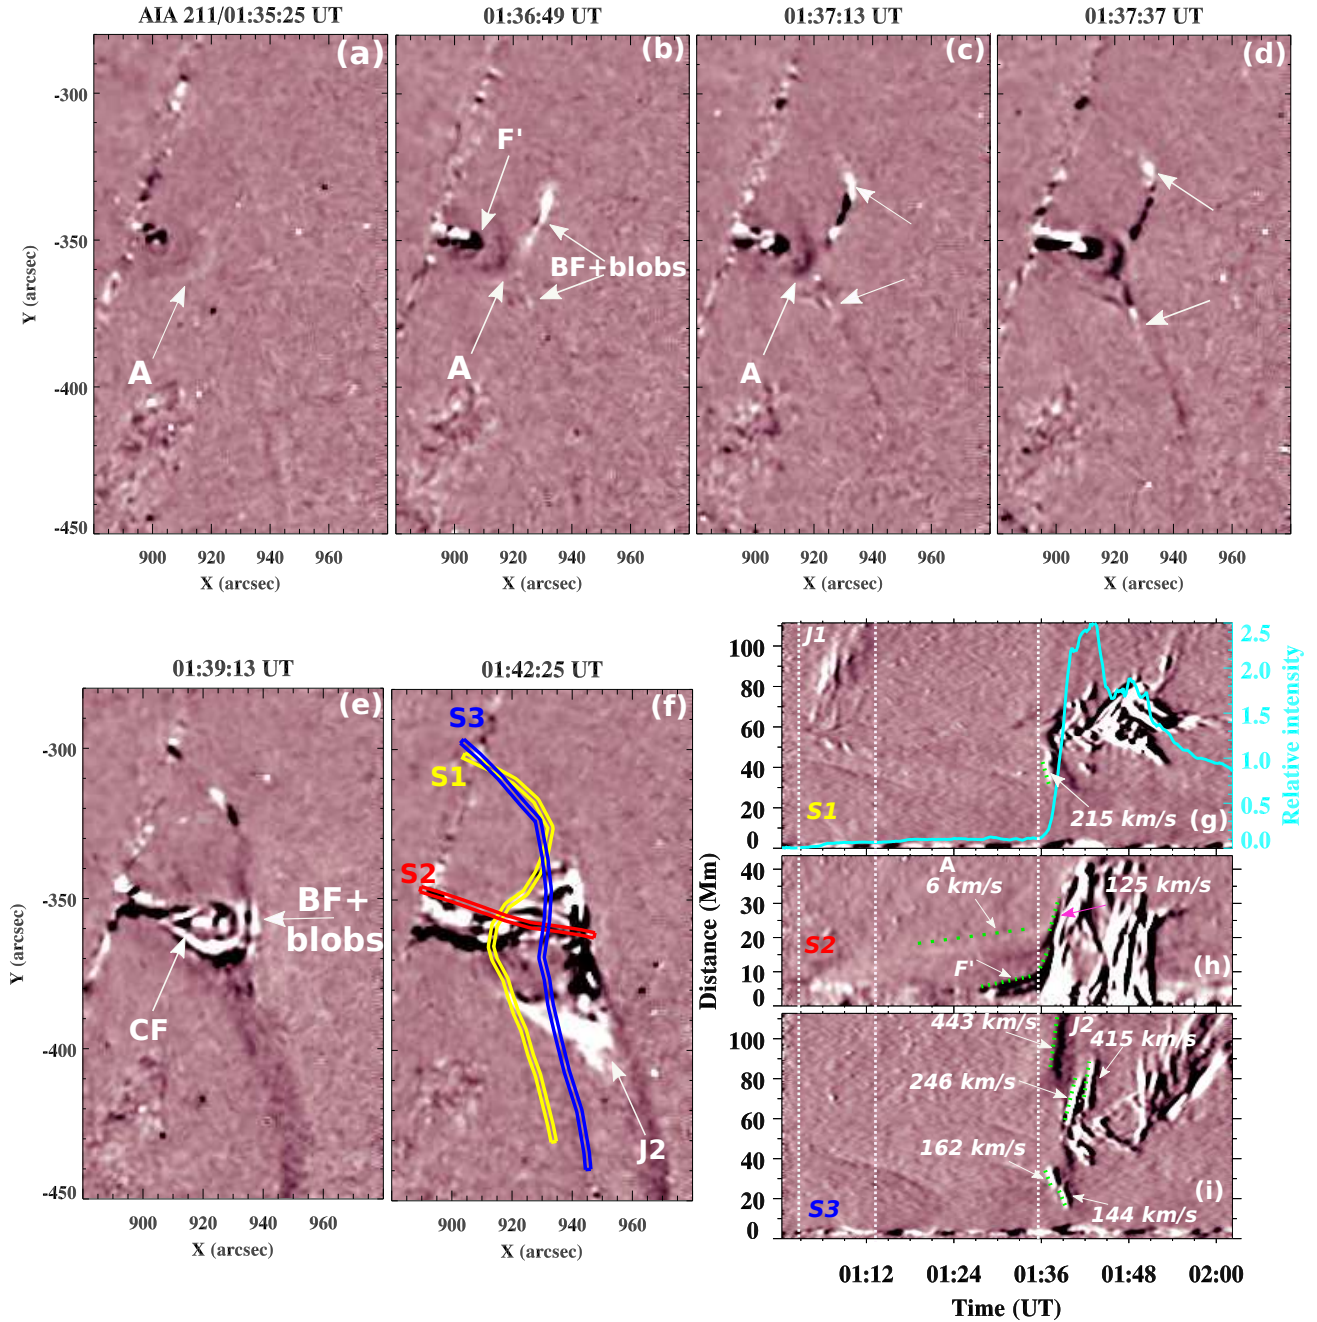 AIA 211/01:35:25 UT
01:36:49 UT
01:37:13 UT
01:37:37 UT
(a)
(b)
(c)
(d)
F'
BF+blobs
A
A
A
-300
-350
-400
-450
Y (arcsec)
900 920 940 960
900 920 940 960
900 920 940 960
900 920 940 960
X (arcsec)
X (arcsec)
X (arcsec)
X (arcsec)
01:39:13 UT
01:42:25 UT
(e)
(f)
BF+
blobs
CF
S3
S1
S2
J2
-300
-350
-400
-450
Y (arcsec)
900 920 940 960
900 920 940 960
X (arcsec)
X (arcsec)
J1
S1
215 km/s
(g)
100
80
60
40
20
0
2.5
2.0
1.5
1.0
0.5
0.0
Relative intensity
A
6 km/s
125 km/s
S2
F'
(h)
40
30
20
10
0
Distance (Mm)
443 km/s
J2
415 km/s
246 km/s
162 km/s
144 km/s
S3
(i)
100
80
60
40
20
0
01:12 01:24 01:36 01:48 02:00
Time (UT)